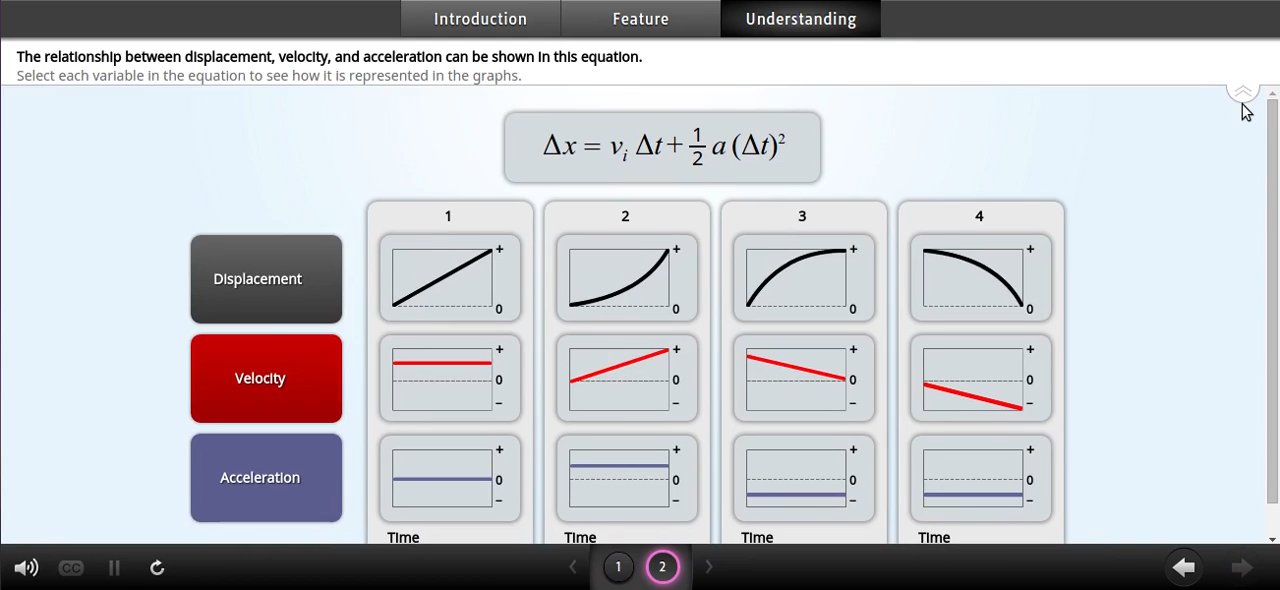 Introduction
Feature
Understanding
The relationship between displacement, velocity, and acceleration can be shown in this equation.
Select each variable in the equation to see how it is represented in the graphs.
Δx = vᵢ Δt + 1/2 a (Δt)²
1 2 3 4
Displacement
+ + + +
0 0 0 0
Velocity
+ + + +
0 0 0 0
− − − −
Acceleration
+ + + +
0 0 0 0
− − − −
Time Time Time Time
CC
1 2